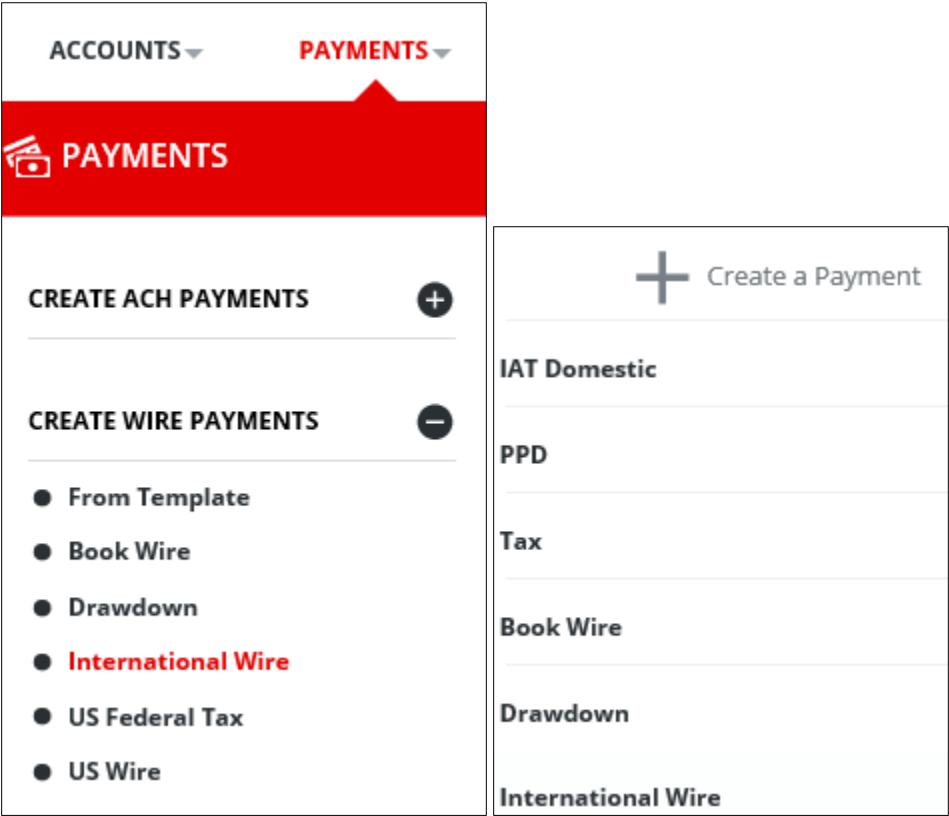 ACCOUNTS PAYMENTS
PAYMENTS
CREATE ACH PAYMENTS
CREATE WIRE PAYMENTS
From Template
Book Wire
Drawdown
International Wire
US Federal Tax
US Wire
Create a Payment
IAT Domestic
PPD
Tax
Book Wire
Drawdown
International Wire